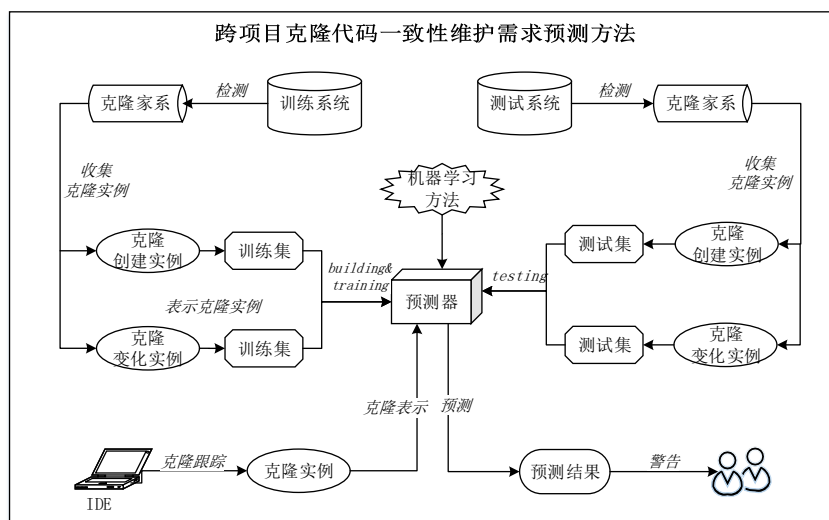 跨项目克隆代码一致性维护需求预测方法
克隆家系
检测
训练系统
测试系统
检测
克隆家系
收集
克隆实例
机器学习
方法
收集
克隆实例
克隆
创建实例
训练集
building&
training
预测器
testing
测试集
克隆
创建实例
表示克隆实例
克隆
变化实例
训练集
测试集
克隆
变化实例
克隆表示
预测
IDE
克隆跟踪
克隆实例
预测结果
警告